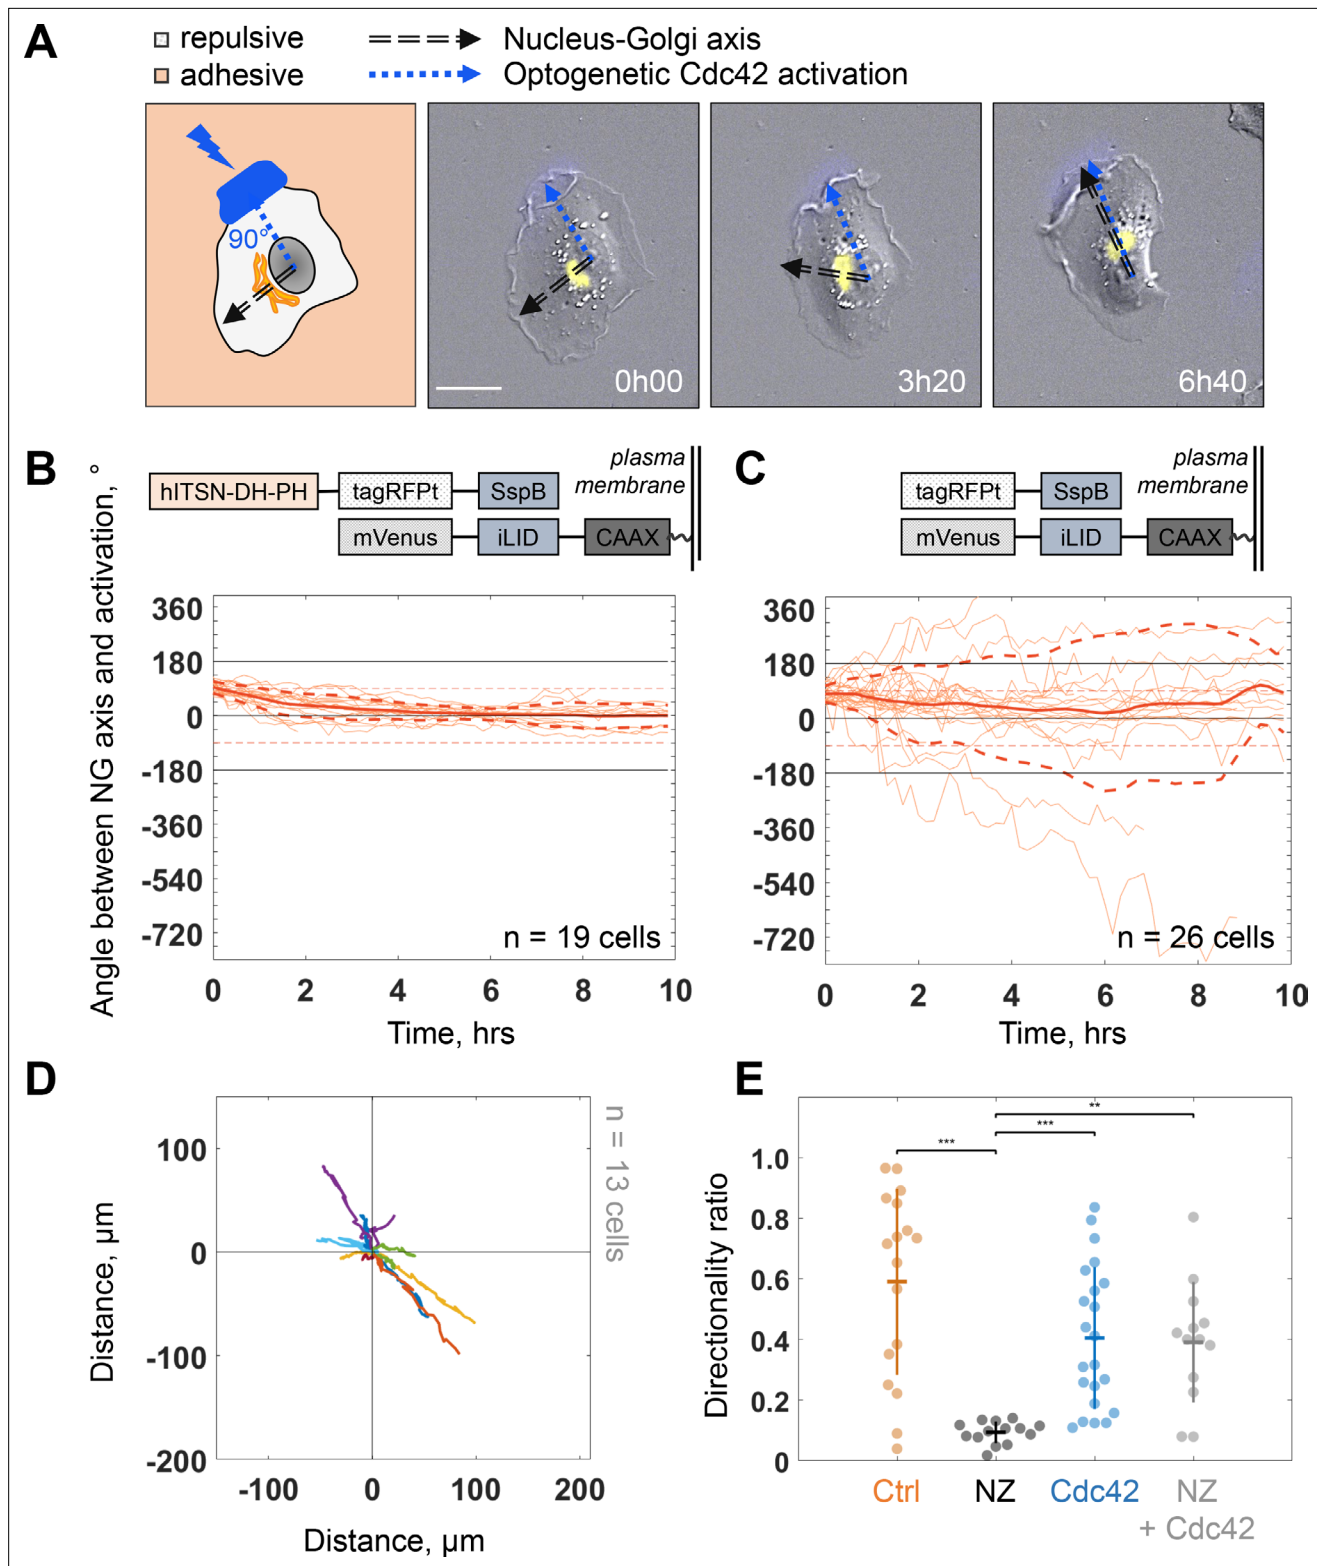 A
repulsive
adhesive
Nucleus-Golgi axis
Optogenetic Cdc42 activation
90°
0h00
3h20
6h40
B
Angle between NG axis and activation, °
hITSN-DH-PH
tagRFPt
SspB
plasma
membrane
mVenus
iLID
CAAX
360
180
0
-180
-360
-540
-720
n = 19 cells
0 2 4 6 8 10
Time, hrs
C
tagRFPt
SspB
plasma
membrane
mVenus
iLID
CAAX
360
180
0
-180
-360
-540
-720
n = 26 cells
0 2 4 6 8 10
Time, hrs
D
Distance, µm
100
0
-100
-200
n = 13 cells
-100 0 100 200
Distance, µm
E
Directionality ratio
1.0
0.8
0.6
0.4
0.2
0
***
***
**
Ctrl NZ Cdc42 NZ
+ Cdc42